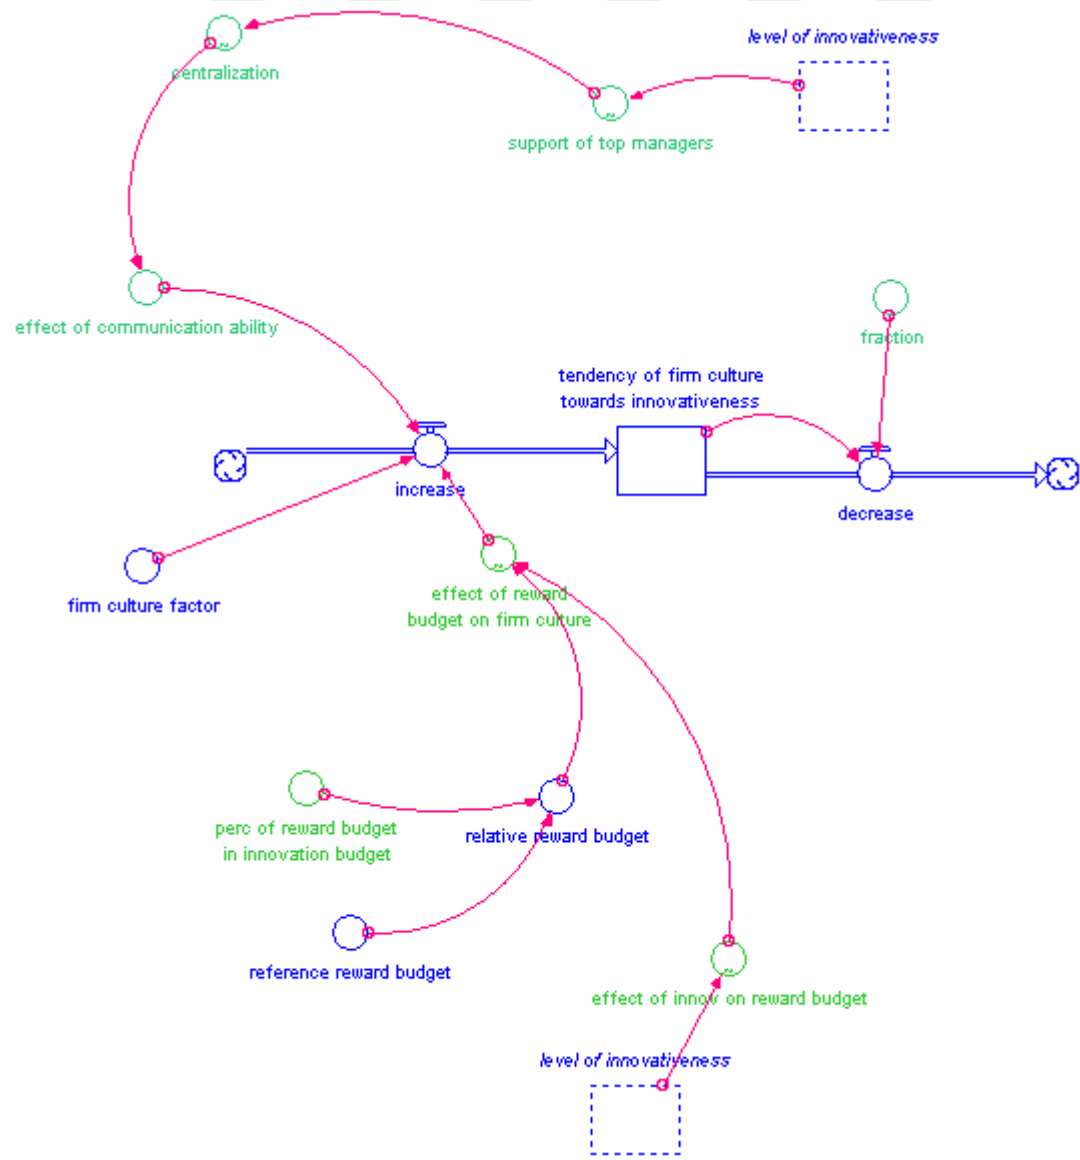 level of innovativeness
centralization
support of top managers
effect of communication ability
fraction
tendency of firm culture
towards innovativeness
increase
decrease
effect of reward
budget on firm culture
firm culture factor
perc of reward budget
in innovation budget
relative reward budget
reference reward budget
effect of innov on reward budget
level of innovativeness